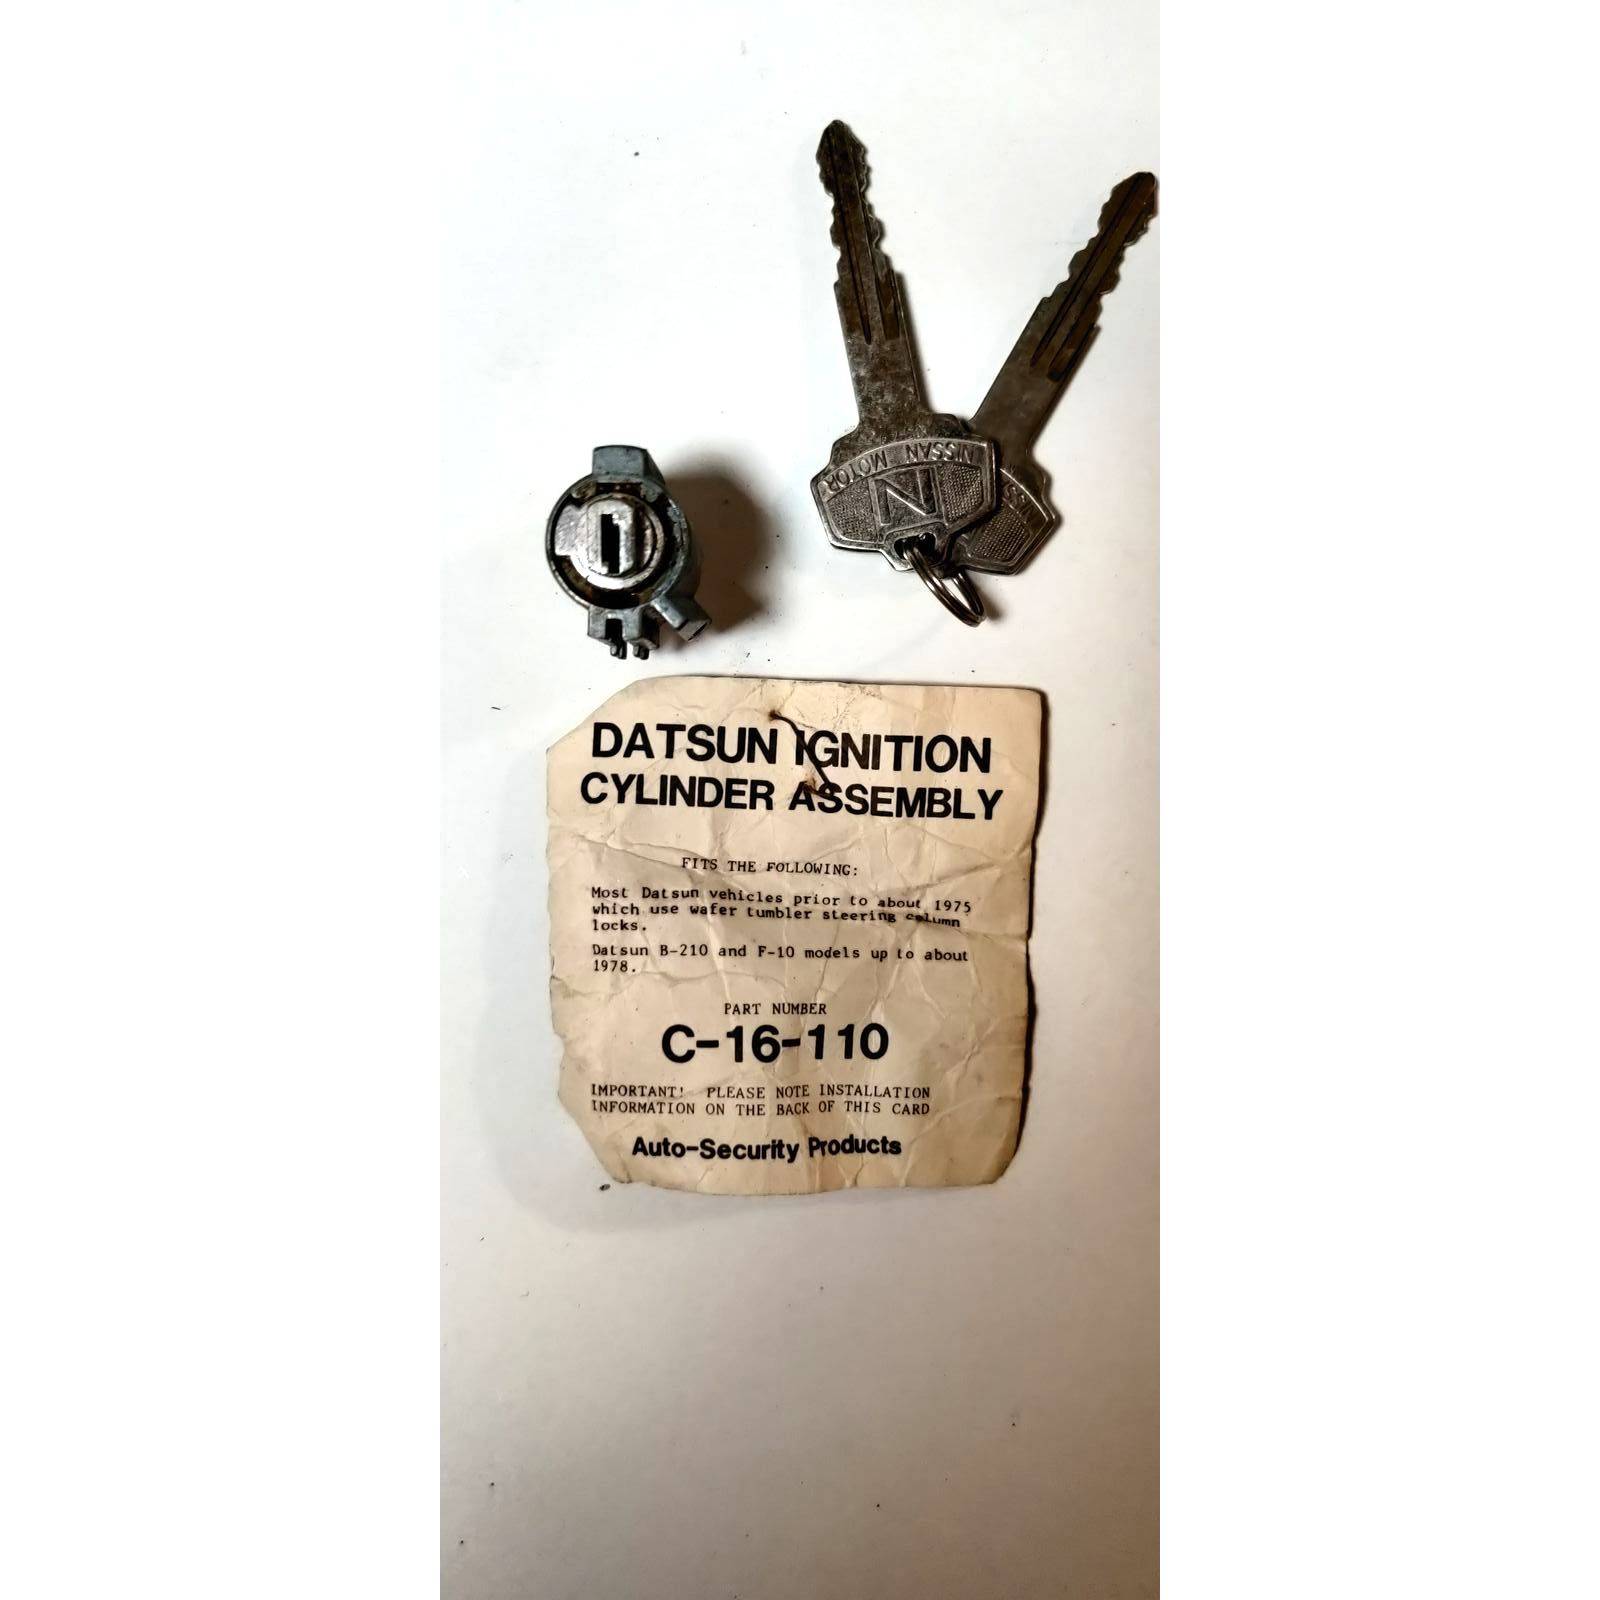 NISSAN MOTOR
N
DATSUN IGNITION
CYLINDER ASSEMBLY
FITS THE FOLLOWING:
Most Datsun vehicles prior to about 1975
which use wafer tumbler steering column
locks.
Datsun B-210 and F-10 models up to about
1978.
PART NUMBER
C-16-110
IMPORTANT! PLEASE NOTE INSTALLATION
INFORMATION ON THE BACK OF THIS CARD
Auto-Security Products